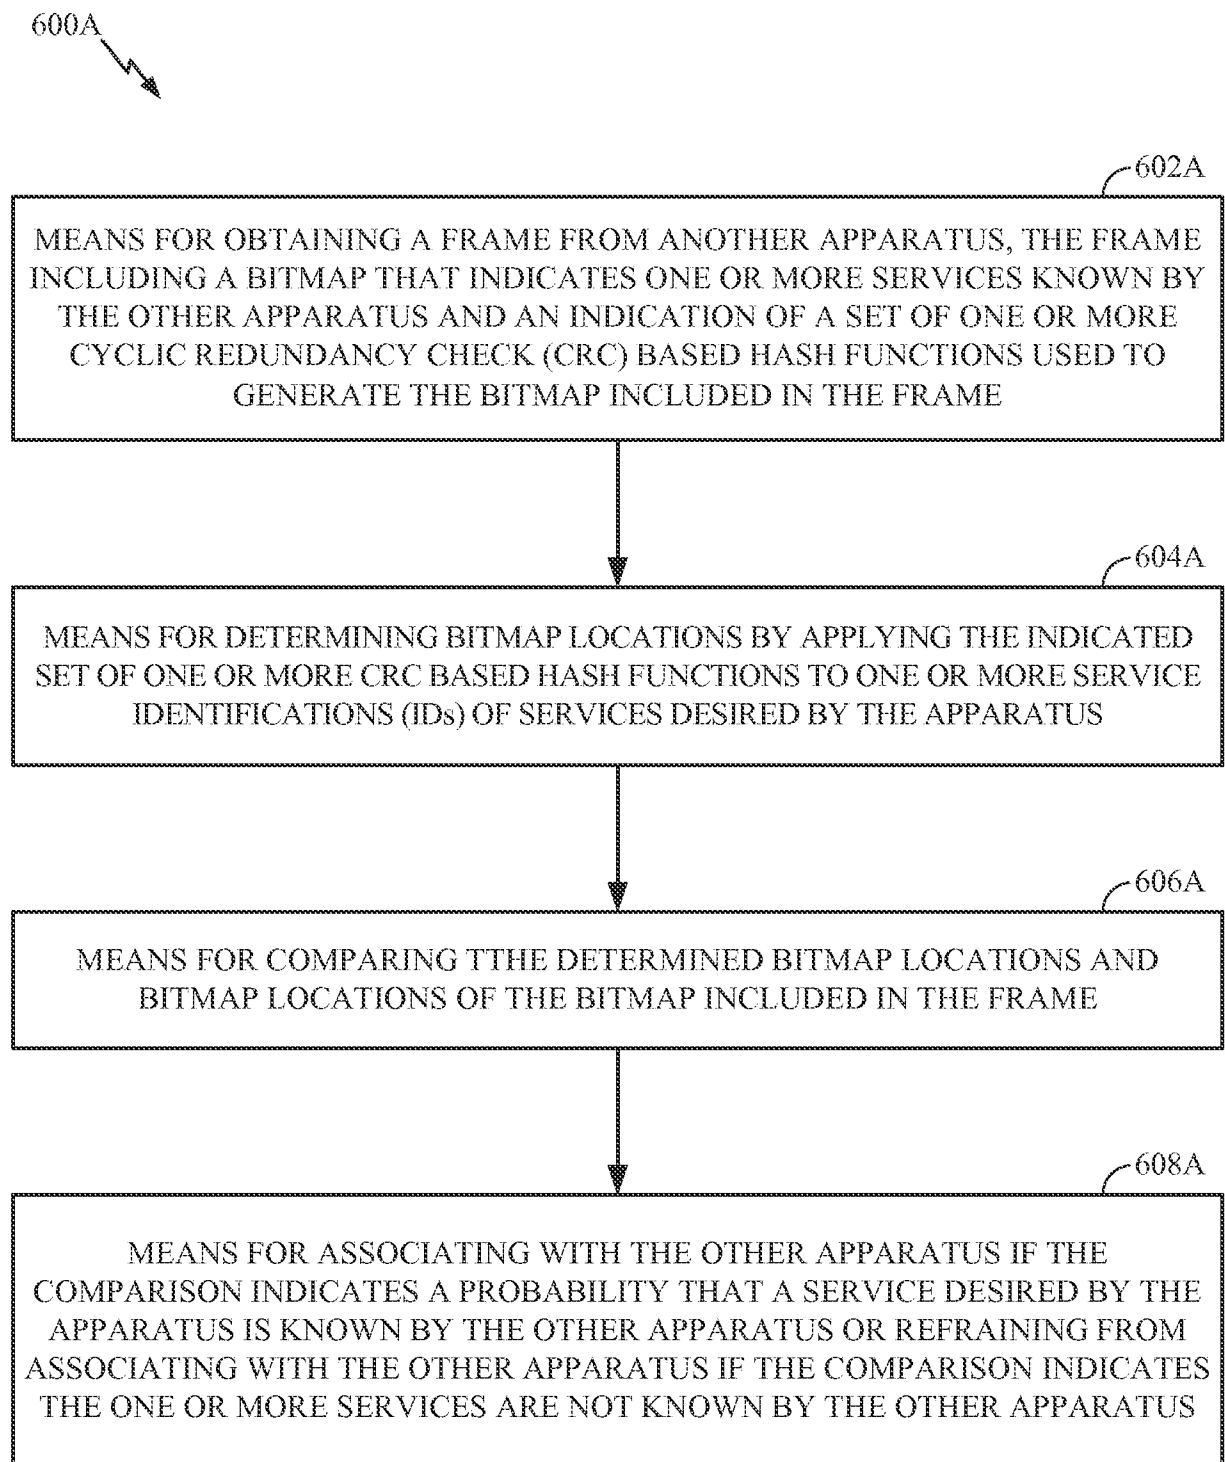 600A
602A
MEANS FOR OBTAINING A FRAME FROM ANOTHER APPARATUS, THE FRAME
INCLUDING A BITMAP THAT INDICATES ONE OR MORE SERVICES KNOWN BY
THE OTHER APPARATUS AND AN INDICATION OF A SET OF ONE OR MORE
CYCLIC REDUNDANCY CHECK (CRC) BASED HASH FUNCTIONS USED TO
GENERATE THE BITMAP INCLUDED IN THE FRAME
604A
MEANS FOR DETERMINING BITMAP LOCATIONS BY APPLYING THE INDICATED
SET OF ONE OR MORE CRC BASED HASH FUNCTIONS TO ONE OR MORE SERVICE
IDENTIFICATIONS (IDs) OF SERVICES DESIRED BY THE APPARATUS
606A
MEANS FOR COMPARING TTHE DETERMINED BITMAP LOCATIONS AND
BITMAP LOCATIONS OF THE BITMAP INCLUDED IN THE FRAME
608A
MEANS FOR ASSOCIATING WITH THE OTHER APPARATUS IF THE
COMPARISON INDICATES A PROBABILITY THAT A SERVICE DESIRED BY THE
APPARATUS IS KNOWN BY THE OTHER APPARATUS OR REFRAINING FROM
ASSOCIATING WITH THE OTHER APPARATUS IF THE COMPARISON INDICATES
THE ONE OR MORE SERVICES ARE NOT KNOWN BY THE OTHER APPARATUS